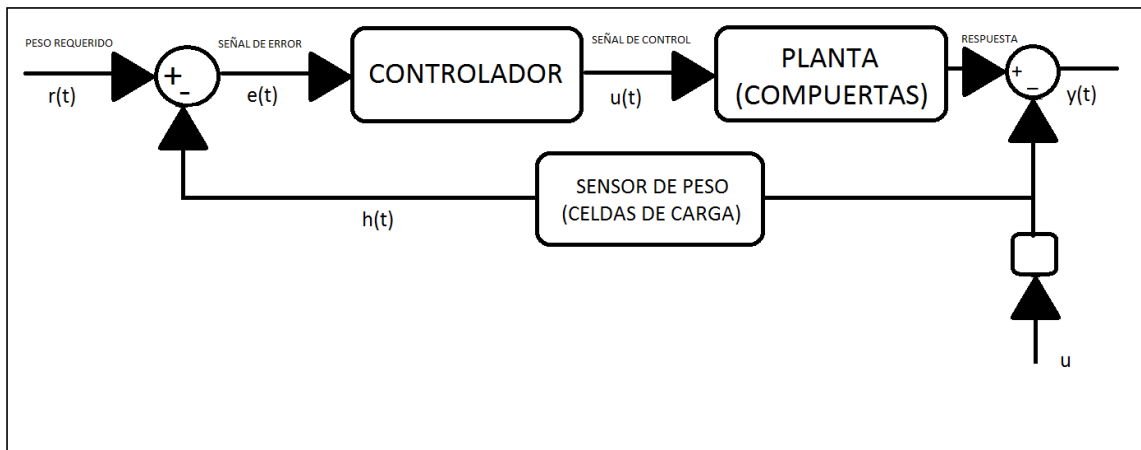 PESO REQUERIDO
r(t)
+
-
SEÑAL DE ERROR
e(t)
CONTROLADOR
SEÑAL DE CONTROL
u(t)
PLANTA
(COMPUERTAS)
RESPUESTA
+
-
y(t)
SENSOR DE PESO
(CELDAS DE CARGA)
h(t)
u